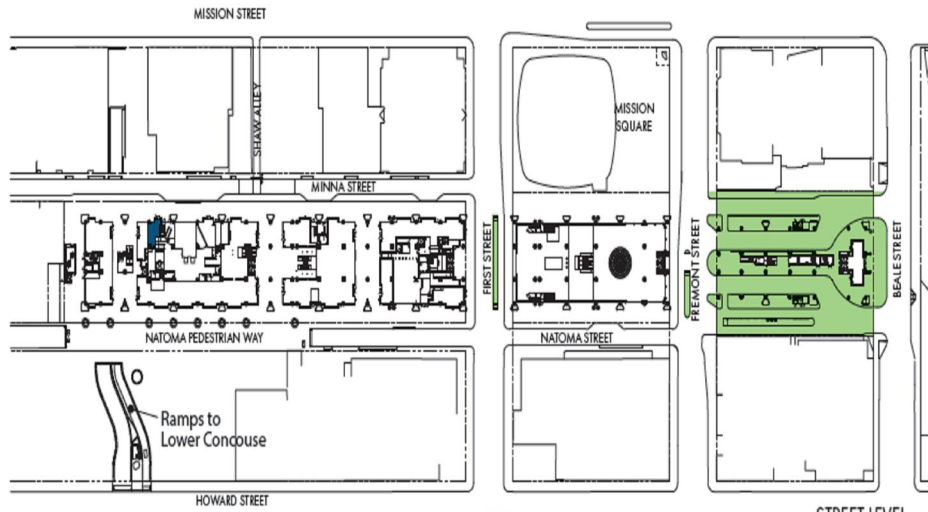 MISSION STREET
SHAW ALLEY
MISSION
SQUARE
MINNA STREET
FIRST STREET
FREMONT STREET
BEALE STREET
NATOMA PEDESTRIAN WAY
NATOMA STREET
Ramps to
Lower Concouse
HOWARD STREET
STREET LEVEL